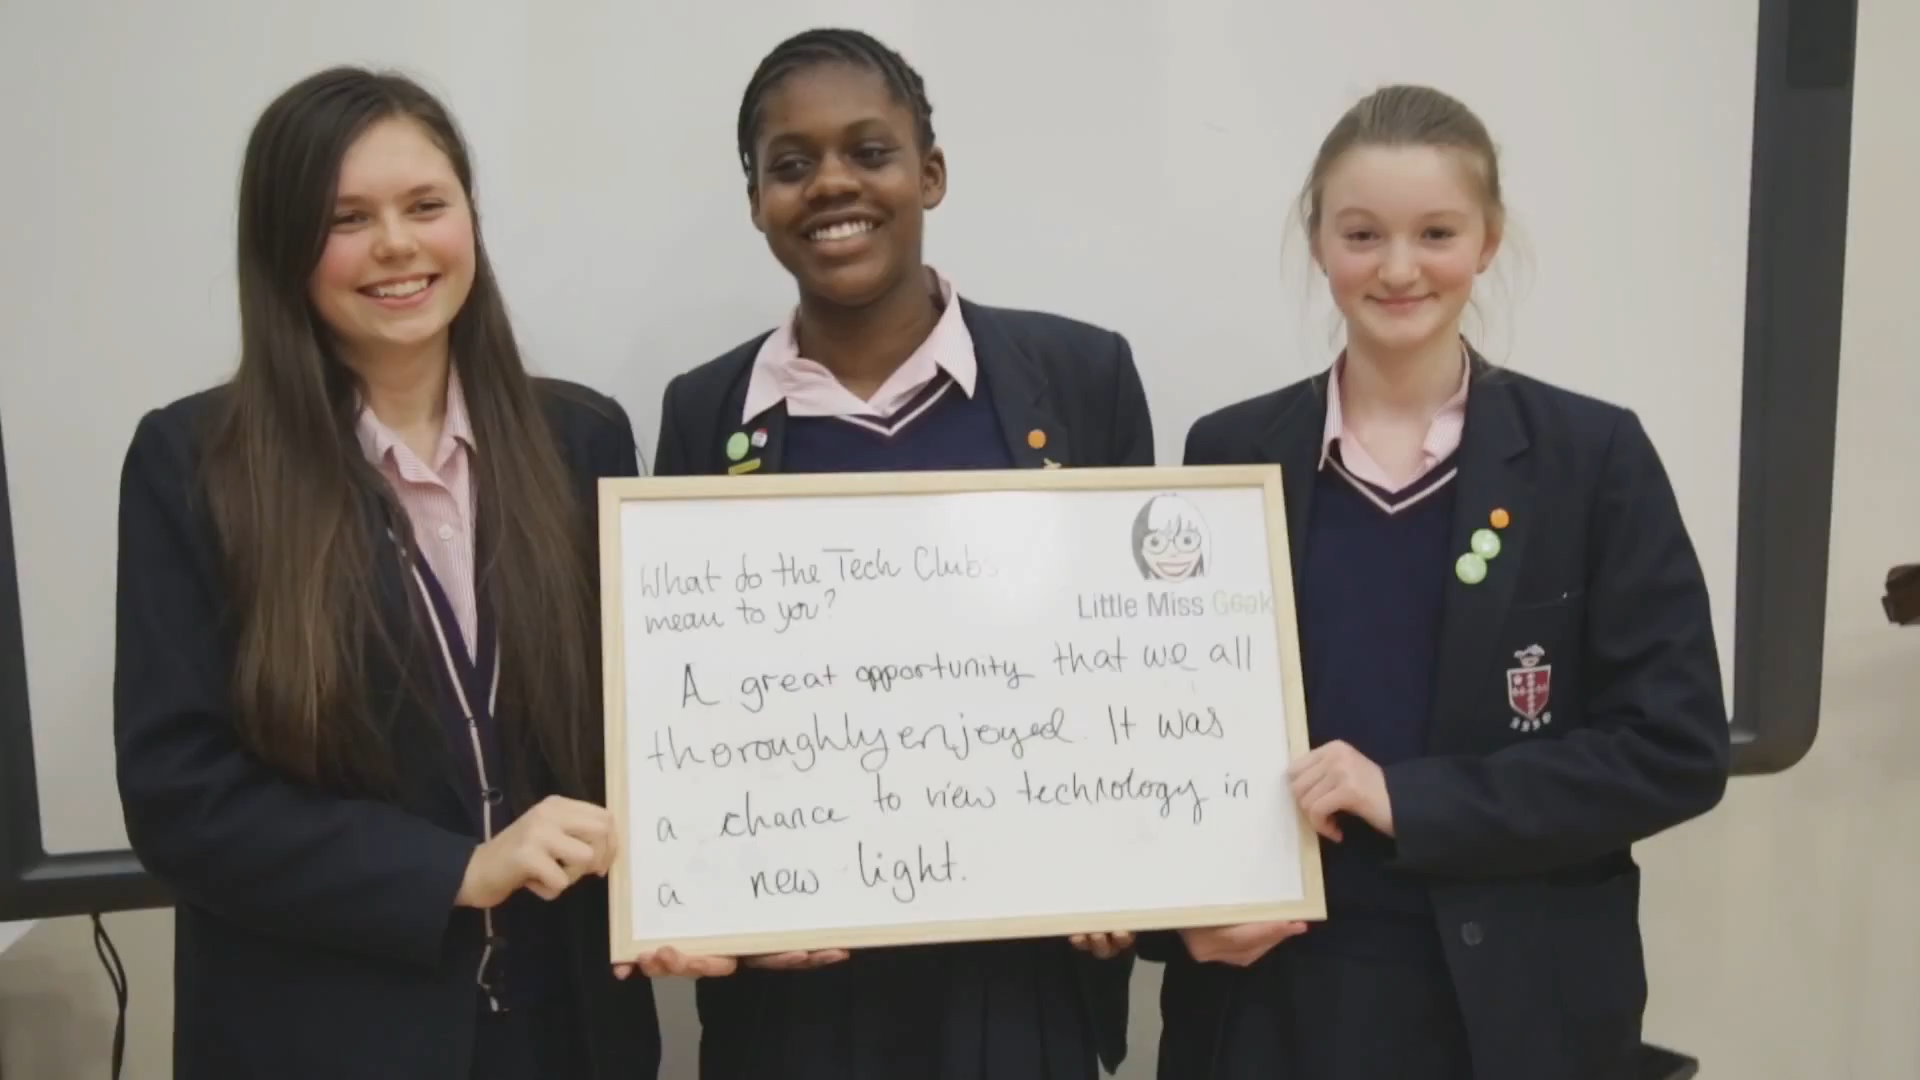 What do the Tech Clubs
mean to you?
Little Miss Geek
A great opportunity that we all
thoroughly enjoyed. It was
a chance to view technology in
a new light.